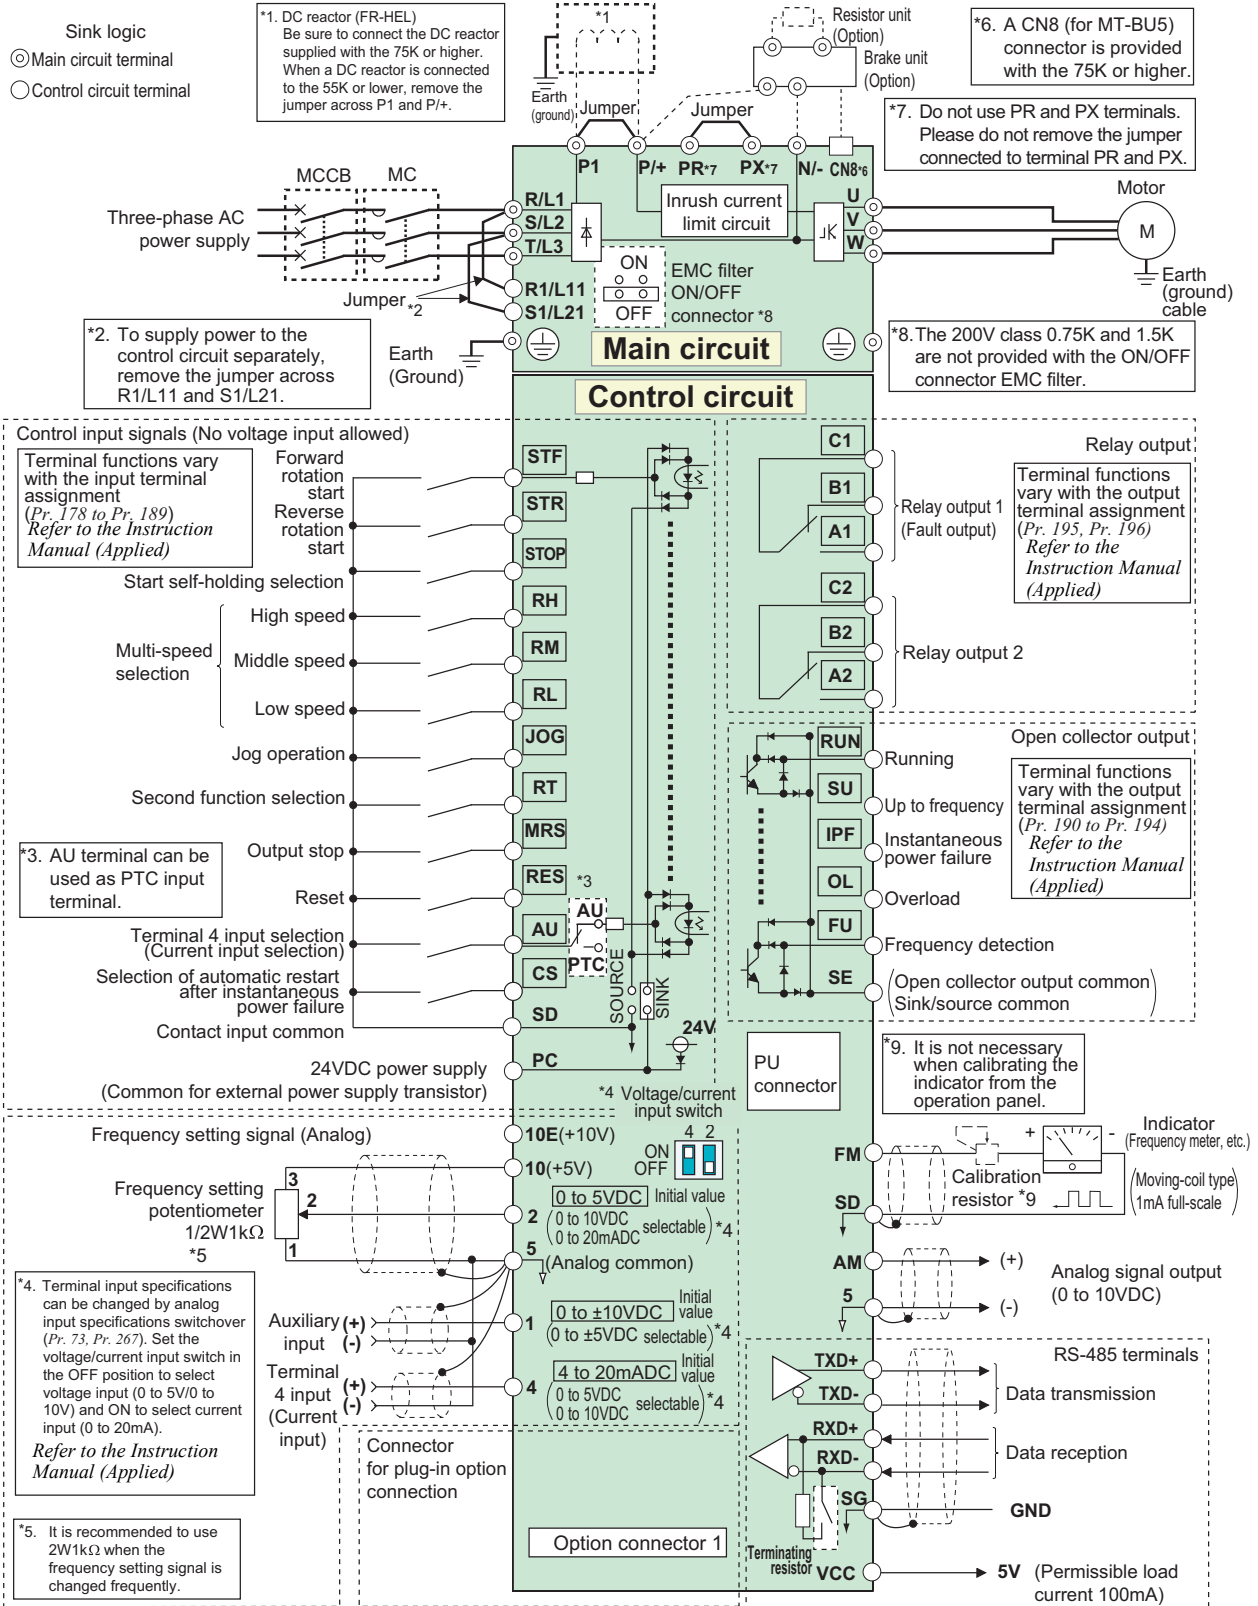 Sink logic
Main circuit terminal
Control circuit terminal
*1. DC reactor (FR-HEL)
Be sure to connect the DC reactor
supplied with the 75K or higher.
When a DC reactor is connected
to the 55K or lower, remove the
jumper across P1 and P/+.
*1
Earth
(ground)
Jumper
Jumper
Resistor unit
(Option)
Brake unit
(Option)
*6. A CN8 (for MT-BU5)
connector is provided
with the 75K or higher.
*7. Do not use PR and PX terminals.
Please do not remove the jumper
connected to terminal PR and PX.
P1
P/+
PR*7
PX*7
N/-
CN8*6
MCCB
MC
Three-phase AC
power supply
R/L1
S/L2
T/L3
R1/L11
S1/L21
Inrush current
limit circuit
U
V
W
Motor
M
Earth
(ground)
cable
ON
OFF
EMC filter
ON/OFF
connector *8
Jumper
*2
*2. To supply power to the
control circuit separately,
remove the jumper across
R1/L11 and S1/L21.
Earth
(Ground)
Main circuit
*8.The 200V class 0.75K and 1.5K
are not provided with the ON/OFF
connector EMC filter.
Control circuit
Control input signals (No voltage input allowed)
Terminal functions vary
with the input terminal
assignment
(Pr. 178 to Pr. 189)
Refer to the Instruction
Manual (Applied)
Forward
rotation
start
Reverse
rotation
start
Start self-holding selection
Multi-speed
selection
High speed
Middle speed
Low speed
Jog operation
Second function selection
Output stop
Reset
Terminal 4 input selection
(Current input selection)
Selection of automatic restart
after instantaneous
power failure
Contact input common
24VDC power supply
(Common for external power supply transistor)
*3. AU terminal can be
used as PTC input
terminal.
STF
STR
STOP
RH
RM
RL
JOG
RT
MRS
RES
AU
CS
SD
PC
*3
AU
PTC
SOURCE
SINK
24V
C1
B1
A1
C2
B2
A2
Relay output
Relay output 1
(Fault output)
Relay output 2
Terminal functions
vary with the output
terminal assignment
(Pr. 195, Pr. 196)
Refer to the
Instruction Manual
(Applied)
RUN
SU
IPF
OL
FU
SE
Open collector output
Running
Up to frequency
Instantaneous
power failure
Overload
Frequency detection
(Open collector output common)
Sink/source common
Terminal functions
vary with the output
terminal assignment
(Pr. 190 to Pr. 194)
Refer to the
Instruction Manual
(Applied)
PU
connector
*9. It is not necessary
when calibrating the
indicator from the
operation panel.
*4 Voltage/current
input switch
4 2
ON
OFF
Frequency setting signal (Analog)
Frequency setting
potentiometer
1/2W1kΩ
*5
3
2
1
10E(+10V)
10(+5V)
2
0 to 5VDC Initial value
(0 to 10VDC
0 to 20mADC selectable) *4
5
(Analog common)
1
0 to ±10VDC Initial value
(0 to ±5VDC selectable) *4
4
4 to 20mADC Initial value
(0 to 5VDC
0 to 10VDC selectable) *4
Auxiliary
input
(+)
(-)
Terminal
4 input
(Current
input)
(+)
(-)
*4. Terminal input specifications
can be changed by analog
input specifications switchover
(Pr. 73, Pr. 267). Set the
voltage/current input switch in
the OFF position to select
voltage input (0 to 5V/0 to
10V) and ON to select current
input (0 to 20mA).
Refer to the Instruction
Manual (Applied)
*5. It is recommended to use
2W1kΩ when the
frequency setting signal is
changed frequently.
Connector
for plug-in option
connection
Option connector 1
FM
SD
AM
5
Calibration
resistor *9
+
-
Indicator
(Frequency meter, etc.)
(Moving-coil type)
1mA full-scale
(+)
(-)
Analog signal output
(0 to 10VDC)
RS-485 terminals
TXD+
TXD-
RXD+
RXD-
SG
VCC
Data transmission
Data reception
GND
Terminating
resistor
5V (Permissible load
current 100mA)